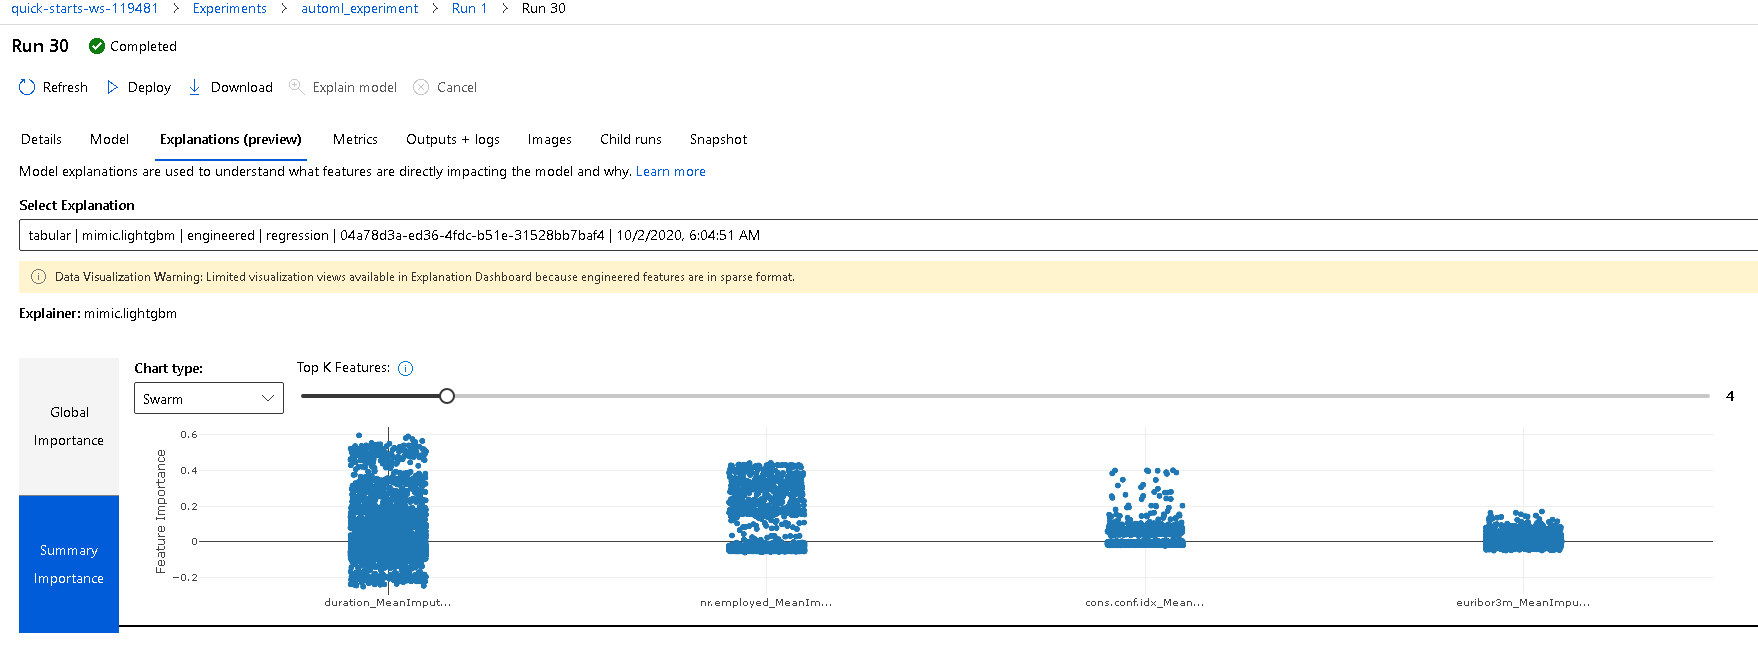 quick-starts-ws-119481 > Experiments > automl_experiment > Run 1 > Run 30
Run 30 Completed
Refresh Deploy Download Explain model Cancel
Details Model Explanations (preview) Metrics Outputs + logs Images Child runs Snapshot
Model explanations are used to understand what features are directly impacting the model and why. Learn more
Select Explanation
tabular | mimic.lightgbm | engineered | regression | 04a78d3a-ed36-4fdc-b51e-31528bb7baf4 | 10/2/2020, 6:04:51 AM
Data Visualization Warning: Limited visualization views available in Explanation Dashboard because engineered features are in sparse format.
Explainer: mimic.lightgbm
Global
Importance
Summary
Importance
Chart type:
Swarm
Top K Features:
4
Feature Importance
0.6
0.4
0.2
0
−0.2
duration_MeanImput... nr.employed_MeanIm... cons.conf.idx_Mean... euribor3m_MeanImpu...